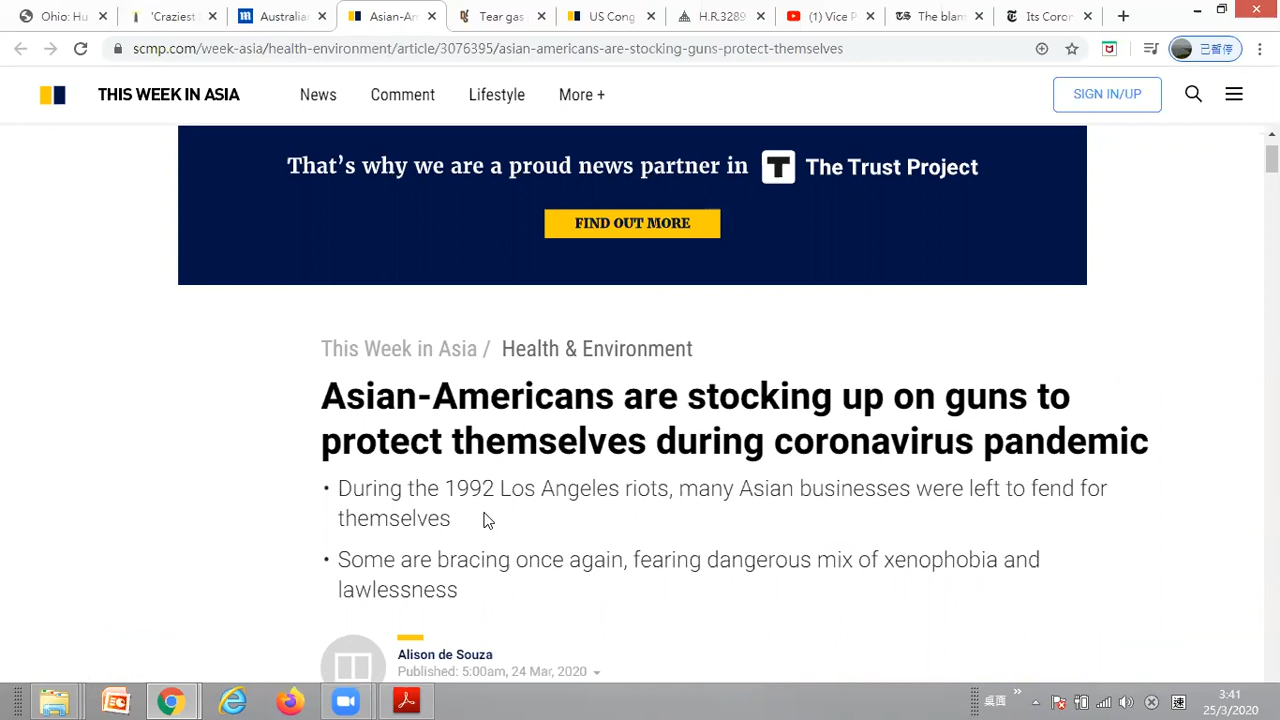 Ohio: Hu
'Craziest
Australian
Asian-Am
Tear gas
US Cong
H.R.3289
(1) Vice P
The blam
Its Coron
scmp.com/week-asia/health-environment/article/3076395/asian-americans-are-stocking-guns-protect-themselves
已暫停
THIS WEEK IN ASIA
News
Comment
Lifestyle
More +
SIGN IN/UP
That's why we are a proud news partner in T The Trust Project
FIND OUT MORE
This Week in Asia / Health & Environment
Asian-Americans are stocking up on guns to
protect themselves during coronavirus pandemic
• During the 1992 Los Angeles riots, many Asian businesses were left to fend for
themselves
• Some are bracing once again, fearing dangerous mix of xenophobia and
lawlessness
Alison de Souza
Published: 5:00am, 24 Mar, 2020
桌面
3:41
25/3/2020